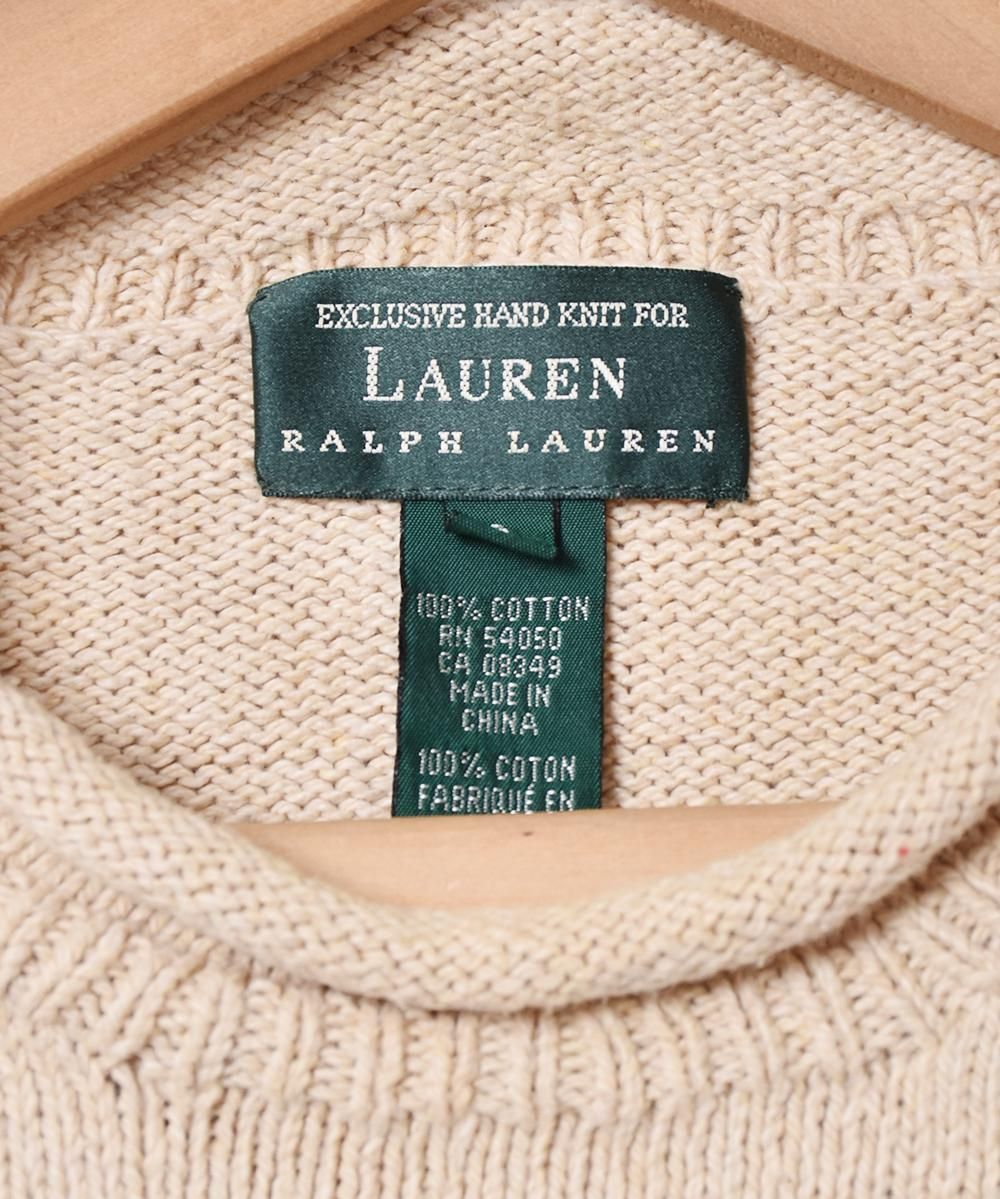 EXCLUSIVE HAND KNIT FOR
LAUREN
RALPH LAUREN
100% COTTON
RN 54050
CA 08349
MADE IN
CHINA
100% COTON
FABRIQUÉ EN